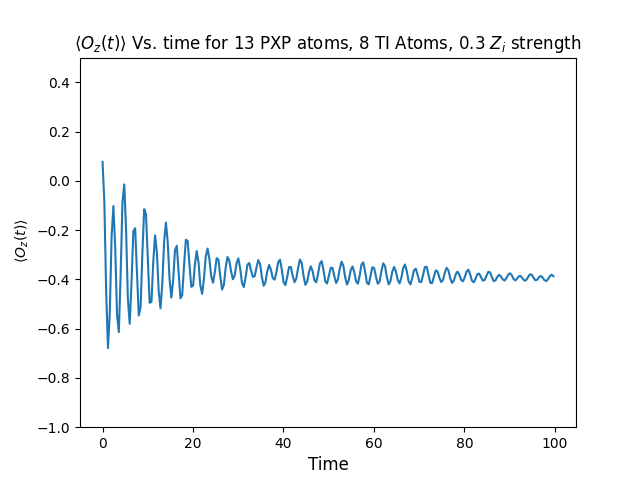 ⟨O_z(t)⟩ Vs. time for 13 PXP atoms, 8 TI Atoms, 0.3 Z_i strength
0.4
0.2
0.0
−0.2
−0.4
−0.6
−0.8
−1.0
⟨O_z(t)⟩
0 20 40 60 80 100
Time